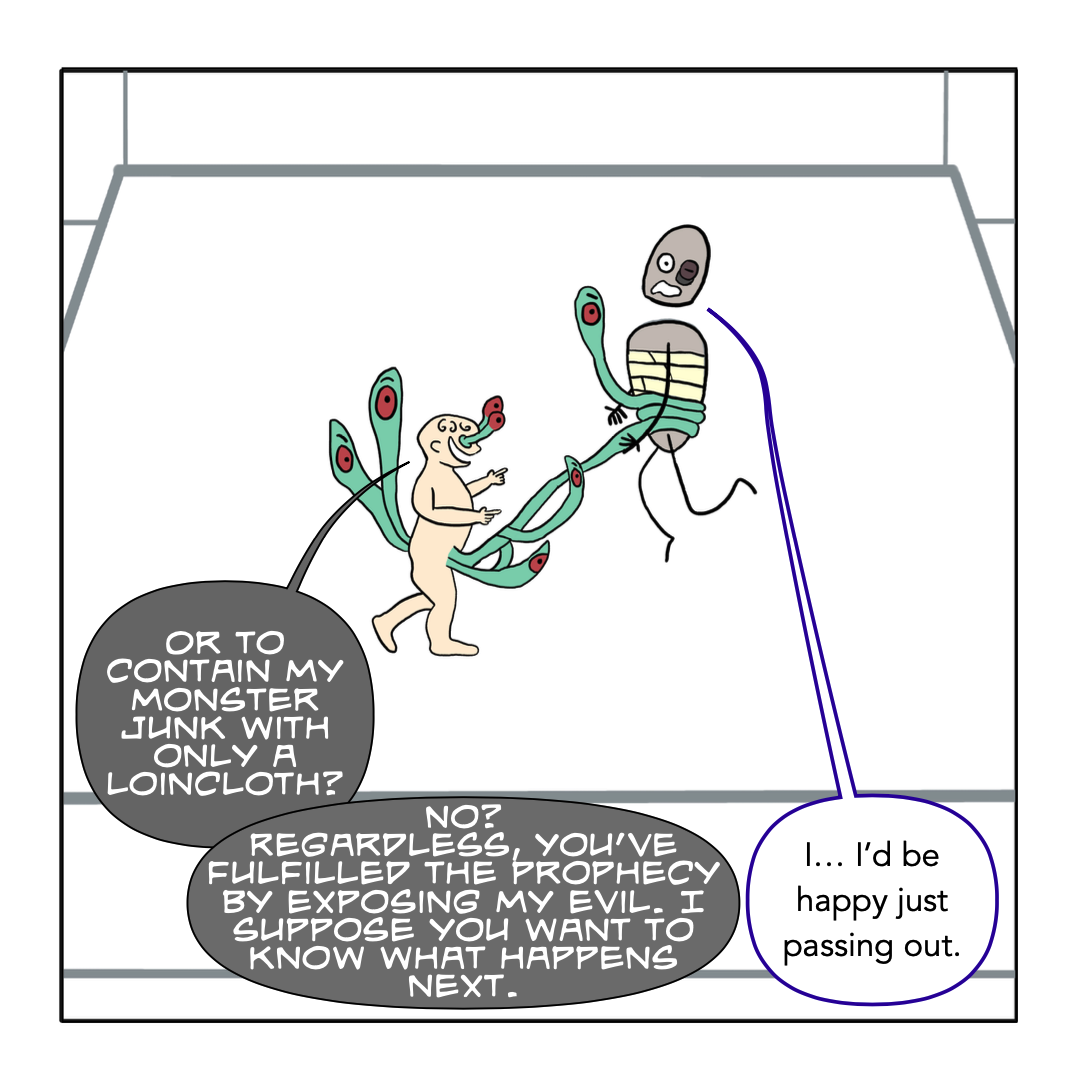 OR TO
CONTAIN MY
MONSTER
JUNK WITH
ONLY A
LOINCLOTH?
NO?
REGARDLESS, YOU'VE
FULFILLED THE PROPHECY
BY EXPOSING MY EVIL. I
SUPPOSE YOU WANT TO
KNOW WHAT HAPPENS
NEXT.
I... I'd be
happy just
passing out.